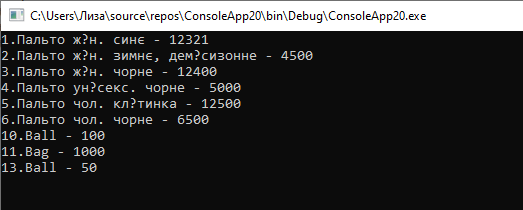 C:\Users\Лиза\source\repos\ConsoleApp20\bin\Debug\ConsoleApp20.exe
1.Пальто ж?н. синє - 12321
2.Пальто ж?н. зимнє, дем?сизонне - 4500
3.Пальто ж?н. чорне - 12400
4.Пальто ун?секс. чорне - 5000
5.Пальто чол. кл?тинка - 12500
6.Пальто чол. чорне - 6500
10.Ball - 100
11.Bag - 1000
13.Ball - 50